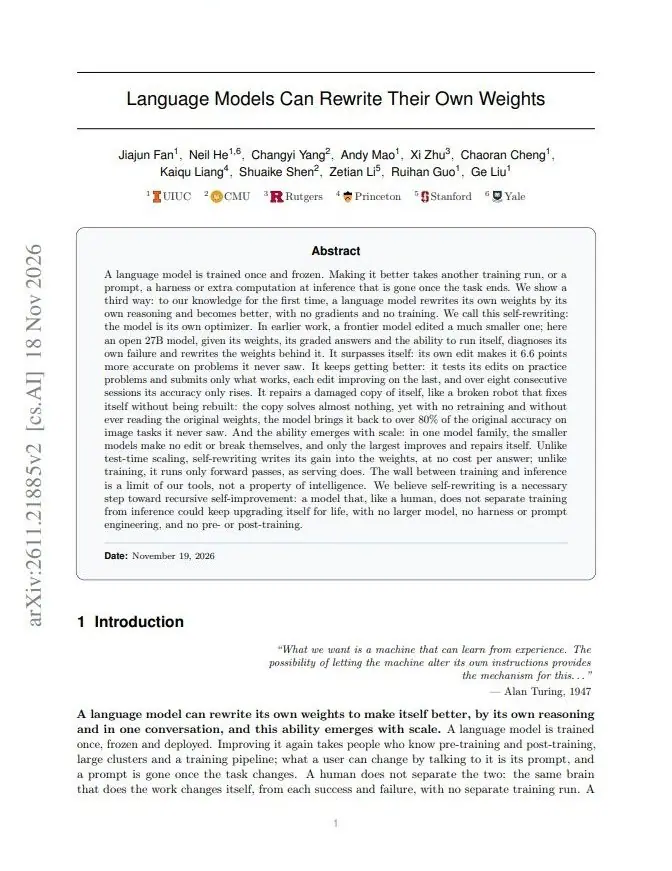 Language Models Can Rewrite Their Own Weights
Jiajun Fan1, Neil He1,6, Changyi Yang2, Andy Mao1, Xi Zhu3, Chaoran Cheng1,
Kaiqu Liang4, Shuaike Shen2, Zetian Li5, Ruihan Guo1, Ge Liu1
1 UIUC 2 CMU 3 Rutgers 4 Princeton 5 Stanford 6 Yale
arXiv:2611.21885v2 [cs.AI] 18 Nov 2026
Abstract
A language model is trained once and frozen. Making it better takes another training run, or a
prompt, a harness or extra computation at inference that is gone once the task ends. We show a
third way: to our knowledge for the first time, a language model rewrites its own weights by its
own reasoning and becomes better, with no gradients and no training. We call this self-rewriting:
the model is its own optimizer. In earlier work, a frontier model edited a much smaller one; here
an open 27B model, given its weights, its graded answers and the ability to run itself, diagnoses its
own failure and rewrites the weights behind it. It surpasses itself: its own edit makes it 6.6 points
more accurate on problems it never saw. It keeps getting better: it tests its edits on practice
problems and submits only what works, each edit improving on the last, and over eight consecutive
sessions its accuracy only rises. It repairs a damaged copy of itself, like a broken robot that fixes
itself without being rebuilt: the copy solves almost nothing, yet with no retraining and without
ever reading the original weights, the model brings it back to over 80% of the original accuracy on
image tasks it never saw. And the ability emerges with scale: in one model family, the smaller
models make no edit or break themselves, and only the largest improves and repairs itself. Unlike
test-time scaling, self-rewriting writes its gain into the weights, at no cost per answer; unlike
training, it runs only forward passes, as serving does. The wall between training and inference
is a limit of our tools, not a property of intelligence. We believe self-rewriting is a necessary
step toward recursive self-improvement: a model that, like a human, does not separate training
from inference could keep upgrading itself for life, with no larger model, no harness or prompt
engineering, and no pre- or post-training.
Date: November 19, 2026
1 Introduction
“What we want is a machine that can learn from experience. The
possibility of letting the machine alter its own instructions provides
the mechanism for this. . . ”
— Alan Turing, 1947
A language model can rewrite its own weights to make itself better, by its own reasoning
and in one conversation, and this ability emerges with scale. A language model is trained
once, frozen and deployed. Improving it again takes people who know pre-training and post-training,
large clusters and a training pipeline; what a user can change by talking to it is its prompt, and
a prompt is gone once the task changes. A human does not separate the two: the same brain
that does the work changes itself, from each success and failure, with no separate training run. A
1